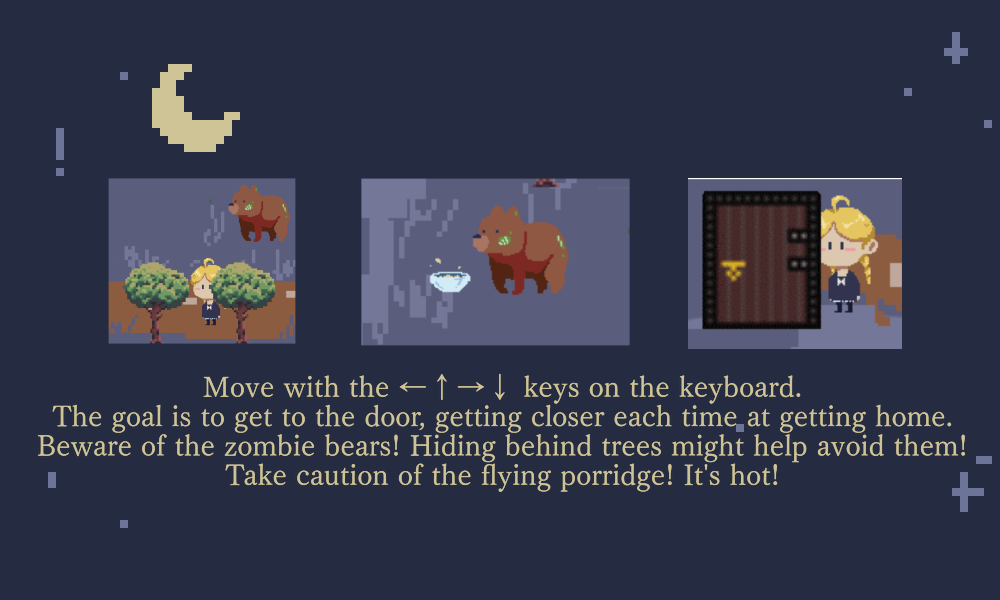 Move with the ← ↑ → ↓ keys on the keyboard.
The goal is to get to the door, getting closer each time at getting home.
Beware of the zombie bears! Hiding behind trees might help avoid them!
Take caution of the flying porridge! It's hot!